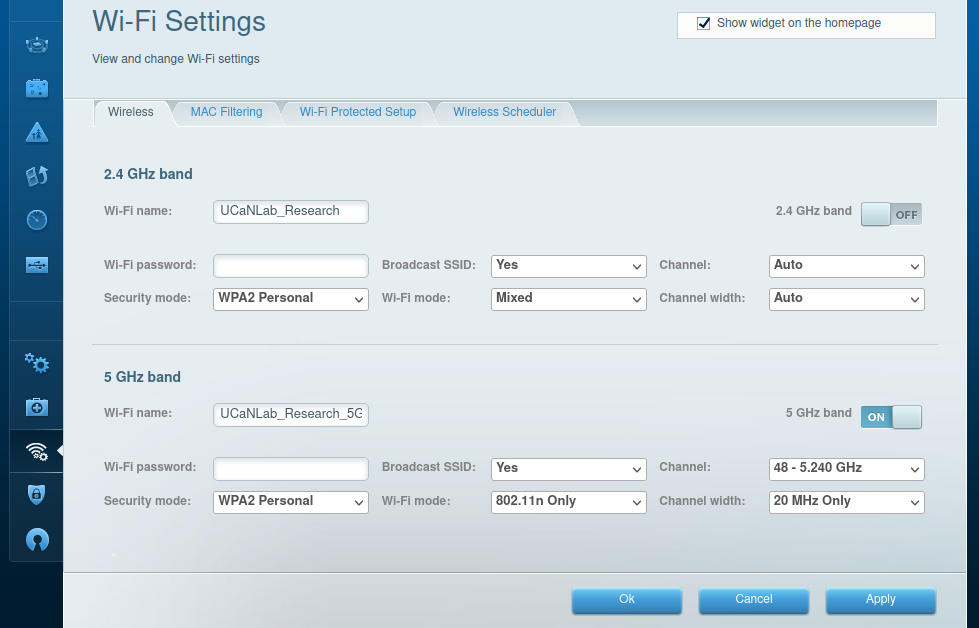 Wi-Fi Settings
Show widget on the homepage
View and change Wi-Fi settings
Wireless MAC Filtering Wi-Fi Protected Setup Wireless Scheduler
2.4 GHz band
Wi-Fi name: UCaNLab_Research 2.4 GHz band OFF
Wi-Fi password: Broadcast SSID: Yes Channel: Auto
Security mode: WPA2 Personal Wi-Fi mode: Mixed Channel width: Auto
5 GHz band
Wi-Fi name: UCaNLab_Research_5G 5 GHz band ON
Wi-Fi password: Broadcast SSID: Yes Channel: 48 - 5.240 GHz
Security mode: WPA2 Personal Wi-Fi mode: 802.11n Only Channel width: 20 MHz Only
Ok Cancel Apply